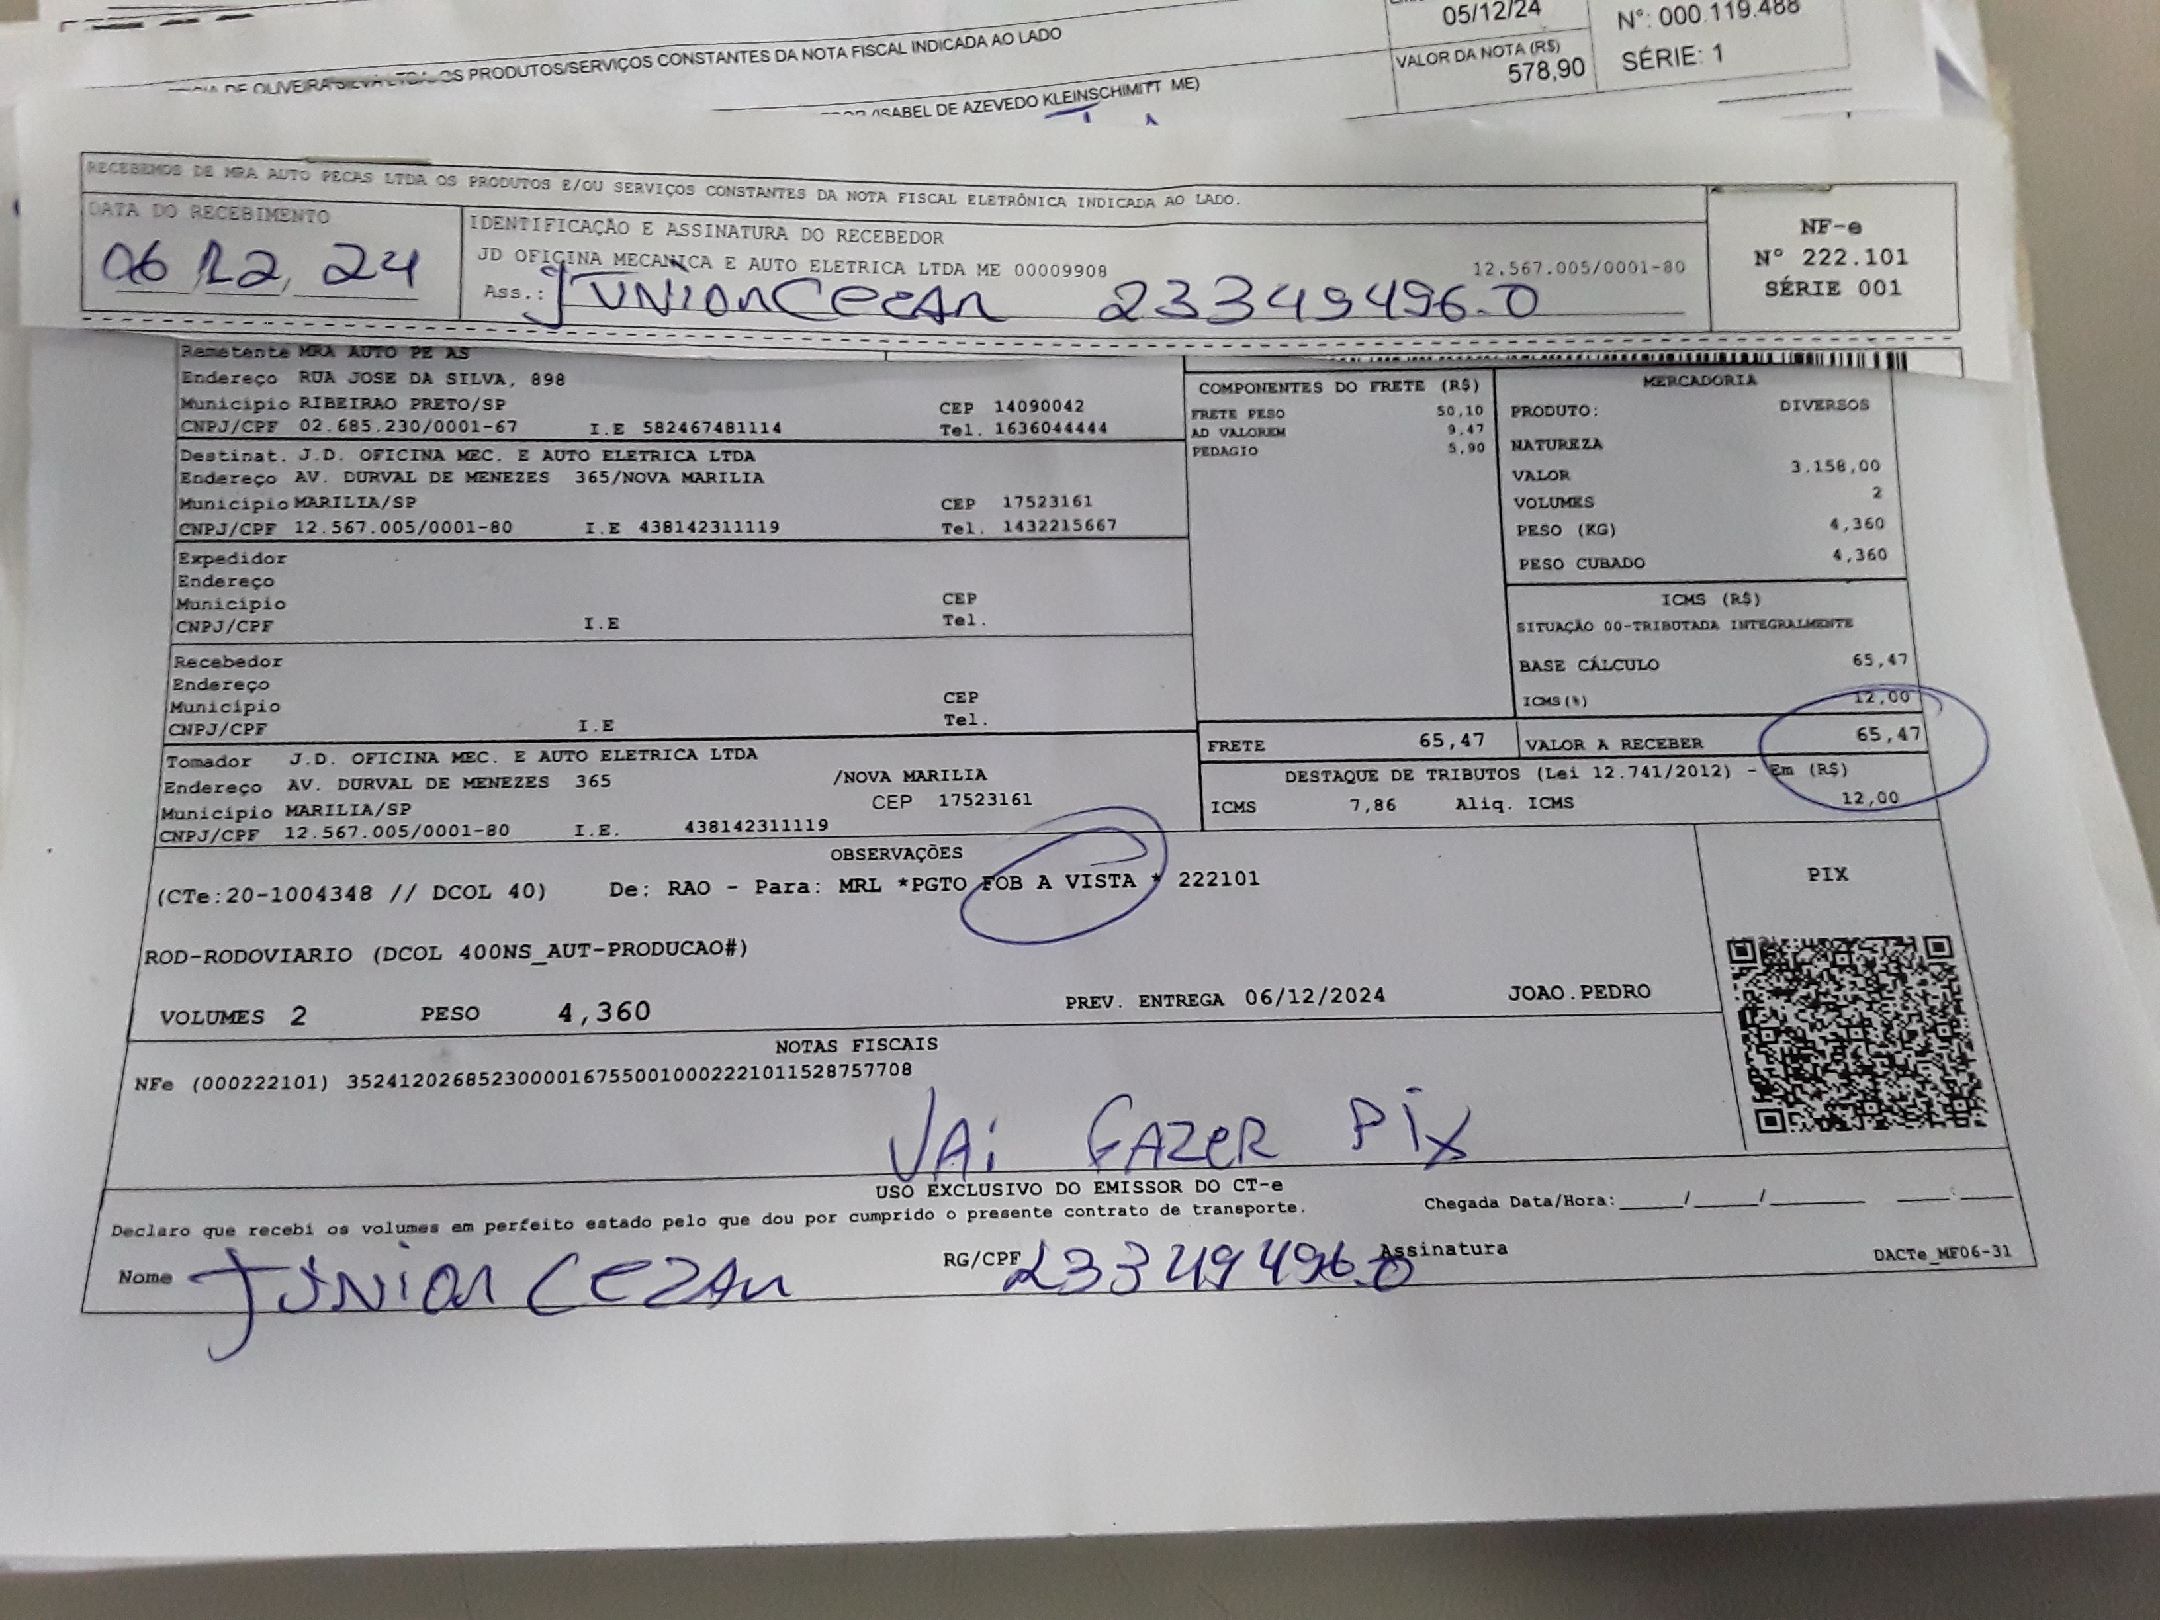 05/12/24
Nº: 000.119.488
VALOR DA NOTA (R$)
578,90
SÉRIE: 1
DE OLIVEIRA SILVA LTDA OS PRODUTOS/SERVIÇOS CONSTANTES DA NOTA FISCAL INDICADA AO LADO
(ISABEL DE AZEVEDO KLEINSCHIMITT ME)
RECEBEMOS DE MRA AUTO PECAS LTDA OS PRODUTOS E/OU SERVIÇOS CONSTANTES DA NOTA FISCAL ELETRÔNICA INDICADA AO LADO.
DATA DO RECEBIMENTO
06 12 24
IDENTIFICAÇÃO E ASSINATURA DO RECEBEDOR
JD OFICINA MECANICA E AUTO ELETRICA LTDA ME 00009908 12.567.005/0001-80
Ass.: JUNIOR CEZAR 23349496-0
NF-e
Nº 222.101
SÉRIE 001
Remetente MRA AUTO PE AS
Endereço RUA JOSE DA SILVA, 898
Município RIBEIRAO PRETO/SP CEP 14090042
CNPJ/CPF 02.685.230/0001-67 I.E 582467481114 Tel. 1636044444
Destinat. J.D. OFICINA MEC. E AUTO ELETRICA LTDA
Endereço AV. DURVAL DE MENEZES 365/NOVA MARILIA
Município MARILIA/SP CEP 17523161
CNPJ/CPF 12.567.005/0001-80 I.E 438142311119 Tel. 1432215667
Expedidor
Endereço
Município CEP
CNPJ/CPF I.E Tel.
Recebedor
Endereço
Município CEP
CNPJ/CPF I.E Tel.
Tomador J.D. OFICINA MEC. E AUTO ELETRICA LTDA
Endereço AV. DURVAL DE MENEZES 365 /NOVA MARILIA
Município MARILIA/SP CEP 17523161
CNPJ/CPF 12.567.005/0001-80 I.E. 438142311119
COMPONENTES DO FRETE (R$)
FRETE PESO 50,10
AD VALOREM 9,47
PEDAGIO 5,90
MERCADORIA
PRODUTO: DIVERSOS
NATUREZA
VALOR 3.158,00
VOLUMES 2
PESO (KG) 4,360
PESO CUBADO 4,360
ICMS (R$)
SITUAÇÃO 00-TRIBUTADA INTEGRALMENTE
BASE CÁLCULO 65,47
ICMS(%) 12,00
FRETE 65,47 VALOR A RECEBER 65,47
DESTAQUE DE TRIBUTOS (Lei 12.741/2012) - Em (R$)
ICMS 7,86 Aliq. ICMS 12,00
OBSERVAÇÕES
(CTe:20-1004348 // DCOL 40) De: RAO - Para: MRL *PGTO FOB A VISTA * 222101
ROD-RODOVIARIO (DCOL 400NS_AUT-PRODUCAO#)
VOLUMES 2 PESO 4,360 PREV. ENTREGA 06/12/2024 JOAO.PEDRO
PIX
NOTAS FISCAIS
NFe (000222101) 35241202685230000167550010002221011528757708
VAi FAZER PiX
USO EXCLUSIVO DO EMISSOR DO CT-e
Declaro que recebi os volumes em perfeito estado pelo que dou por cumprido o presente contrato de transporte. Chegada Data/Hora:_____/_____/_______ ____:____
Nome JUNIOR CEZAR RG/CPF 23349496-0 Assinatura DACTe_MF06-31